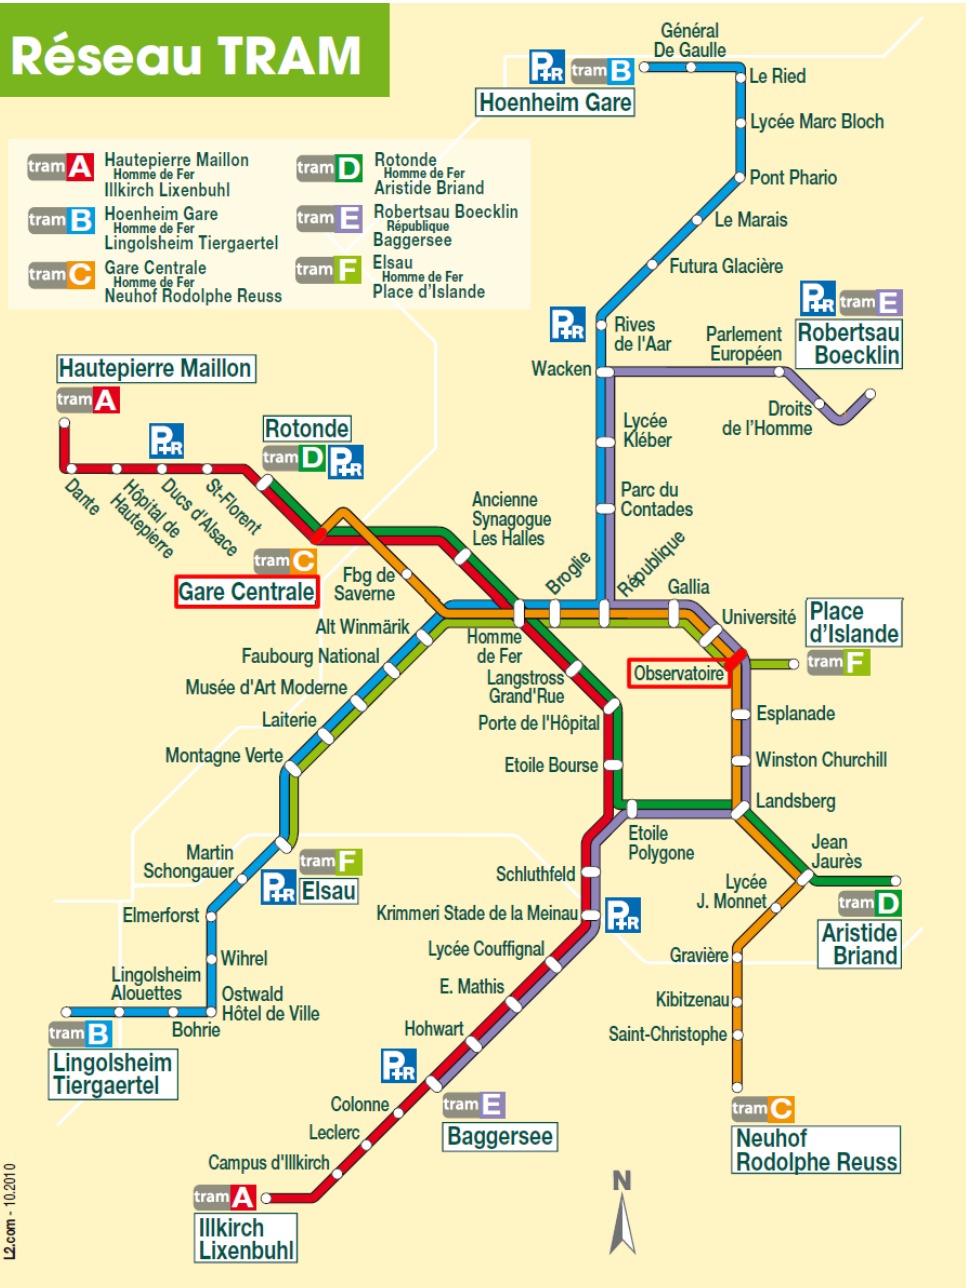 Réseau TRAM
tram A
Hautepierre Maillon
Homme de Fer
Illkirch Lixenbuhl
tram B
Hoenheim Gare
Homme de Fer
Lingolsheim Tiergaertel
tram C
Gare Centrale
Homme de Fer
Neuhof Rodolphe Reuss
tram D
Rotonde
Homme de Fer
Aristide Briand
tram E
Robertsau Boecklin
République
Baggersee
tram F
Elsau
Homme de Fer
Place d'Islande
P+R
tram B
Hoenheim Gare
Général
De Gaulle
Le Ried
Lycée Marc Bloch
Pont Phario
Le Marais
Futura Glacière
P+R
Rives
de l'Aar
Wacken
P+R
tram E
Robertsau
Boecklin
Parlement
Européen
Droits
de l'Homme
Lycée
Kléber
Parc du
Contades
Hautepierre Maillon
tram A
P+R
Dante
Hôpital de
Hautepierre
Ducs d'Alsace
St-Florent
Rotonde
tram D
P+R
tram C
Gare Centrale
Fbg de
Saverne
Ancienne
Synagogue
Les Halles
Broglie
République
Gallia
Université
Place
d'Islande
tram F
Observatoire
Alt Winmärik
Faubourg National
Musée d'Art Moderne
Laiterie
Montagne Verte
Homme
de Fer
Langstross
Grand'Rue
Porte de l'Hôpital
Etoile Bourse
Esplanade
Winston Churchill
Landsberg
Etoile
Polygone
Jean
Jaurès
tram D
Aristide
Briand
Lycée
J. Monnet
Gravière
Kibitzenau
Saint-Christophe
tram C
Neuhof
Rodolphe Reuss
Martin
Schongauer
P+R
tram F
Elsau
Elmerforst
Wihrel
Ostwald
Hôtel de Ville
Lingolsheim
Alouettes
Bohrie
tram B
Lingolsheim
Tiergaertel
Schluthfeld
Krimmeri Stade de la Meinau
P+R
Lycée Couffignal
E. Mathis
Hohwart
P+R
tram E
Baggersee
Colonne
Leclerc
Campus d'Illkirch
tram A
Illkirch
Lixenbuhl
N
L2.com - 10.2010